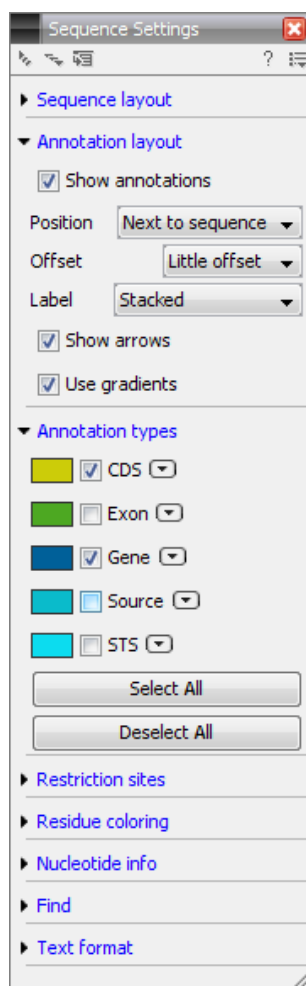 Sequence Settings
?
Sequence layout
Annotation layout
Show annotations
Position Next to sequence
Offset Little offset
Label Stacked
Show arrows
Use gradients
Annotation types
CDS
Exon
Gene
Source
STS
Select All
Deselect All
Restriction sites
Residue coloring
Nucleotide info
Find
Text format